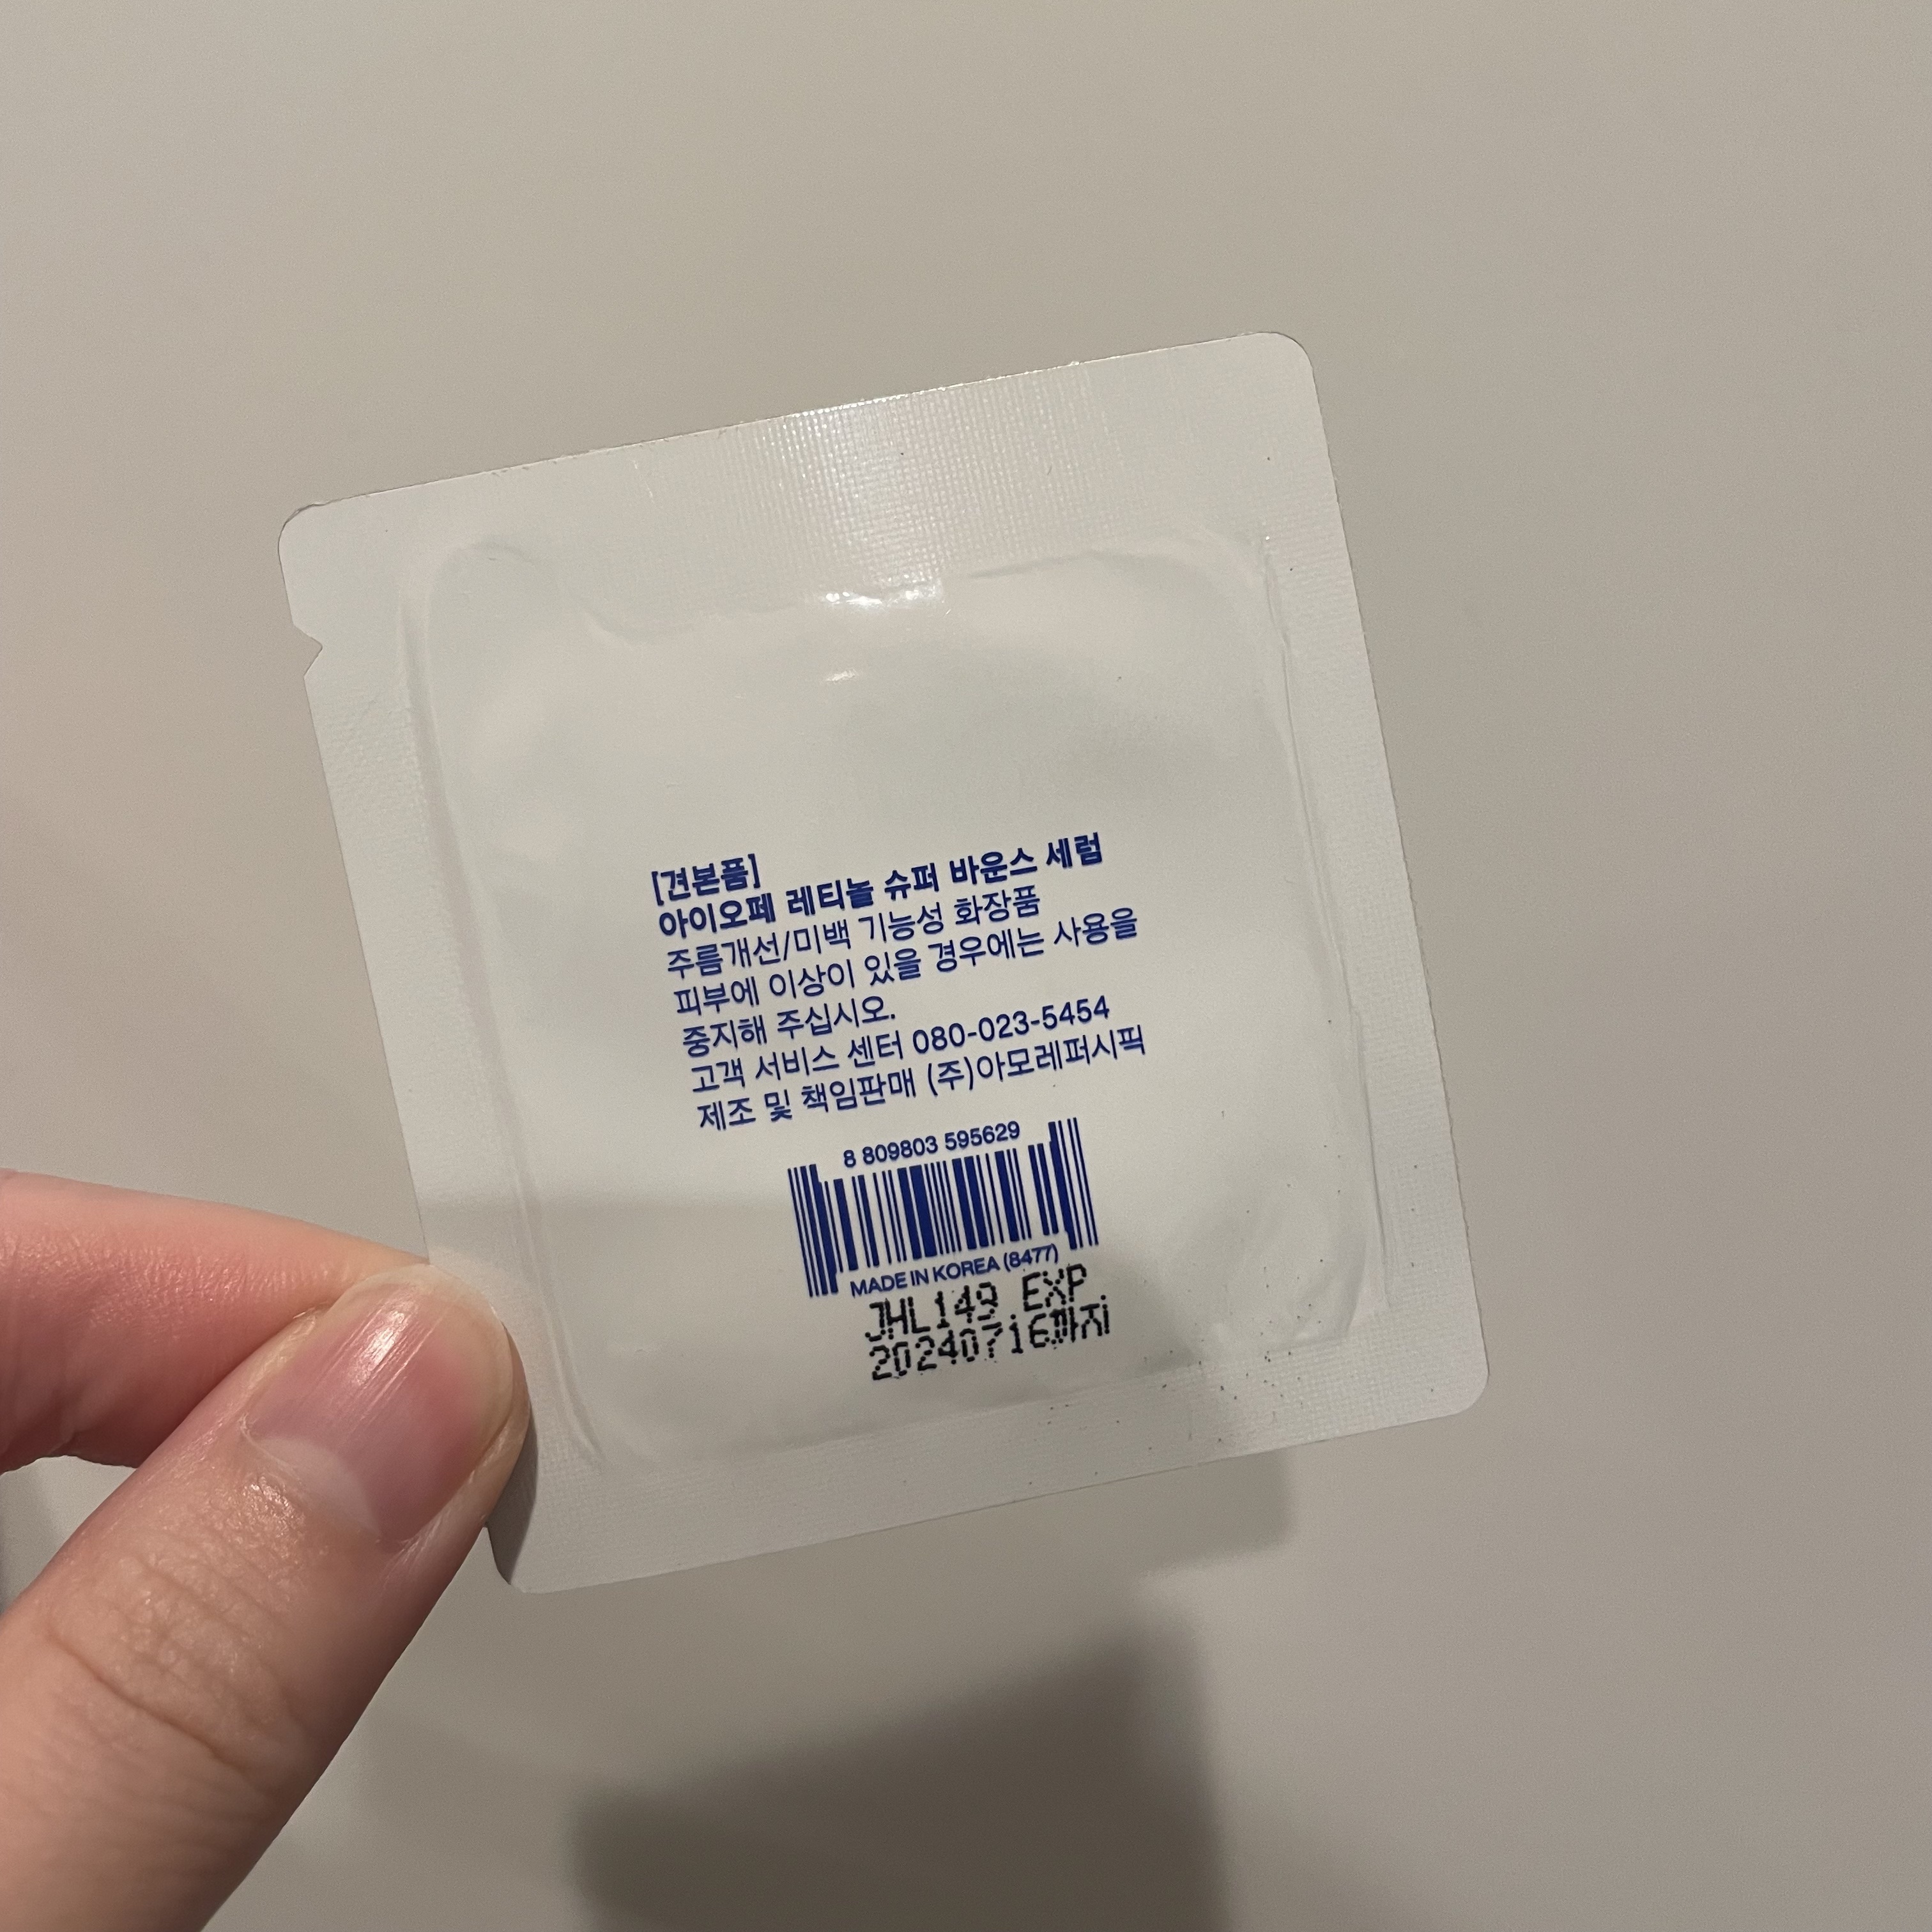 [견본품]
아이오페 레티놀 슈퍼 바운스 세럼
주름개선/미백 기능성 화장품
피부에 이상이 있을 경우에는 사용을
중지해 주십시오.
고객 서비스 센터 080-023-5454
제조 및 책임판매 (주)아모레퍼시픽
8 809803 595629
MADE IN KOREA (8477)
JHL149 EXP
20240716까지